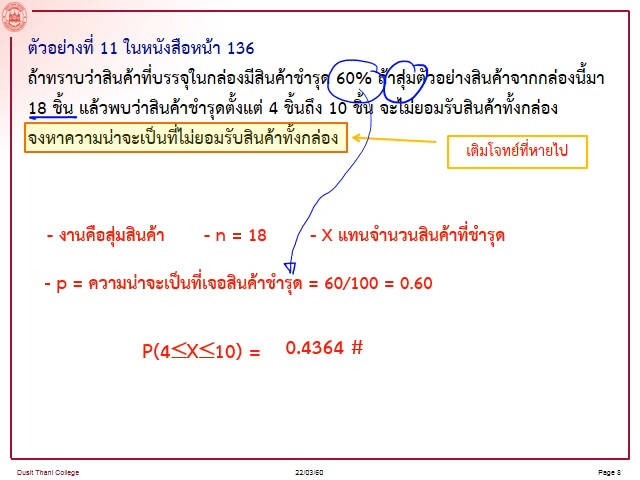 ตัวอย่างที่ 11 ในหนังสือหน้า 136
ถ้าทราบว่าสินค้าที่บรรจุในกล่องมีสินค้าชำรุด 60% ถ้าสุ่มตัวอย่างสินค้าจากกล่องนี้มา
18 ชิ้น แล้วพบว่าสินค้าชำรุดตั้งแต่ 4 ชิ้นถึง 10 ชิ้น จะไม่ยอมรับสินค้าทั้งกล่อง
จงหาความน่าจะเป็นที่ไม่ยอมรับสินค้าทั้งกล่อง
เติมโจทย์ที่หายไป
- งานคือสุ่มสินค้า - n = 18 - X แทนจำนวนสินค้าที่ชำรุด
- p = ความน่าจะเป็นที่เจอสินค้าชำรุด = 60/100 = 0.60
P(4≤X≤10) = 0.4364 #
Dusit Thani College 22/03/60 Page 8